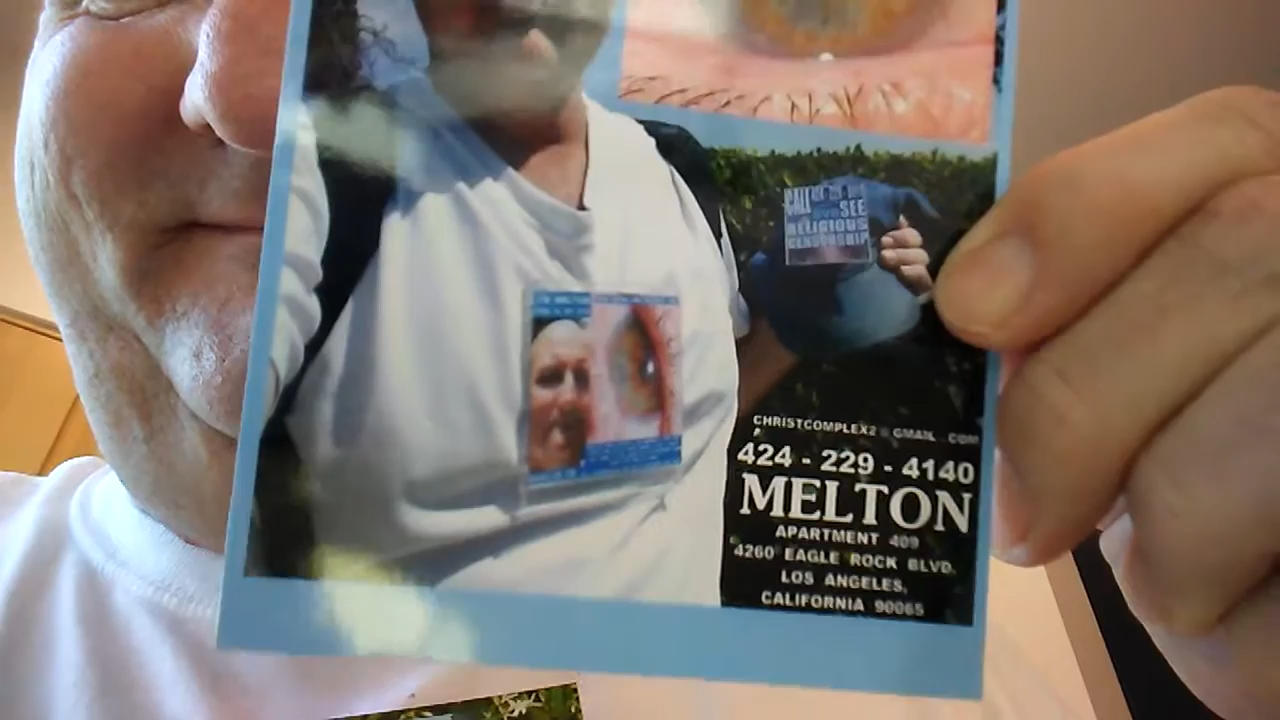 CALL
SEE
RELIGIOUS
CENSORSHIP
CHRISTCOMPLEX2 @ GMAIL . COM
424 - 229 - 4140
MELTON
APARTMENT 409
4260 EAGLE ROCK BLVD.
LOS ANGELES,
CALIFORNIA 90065